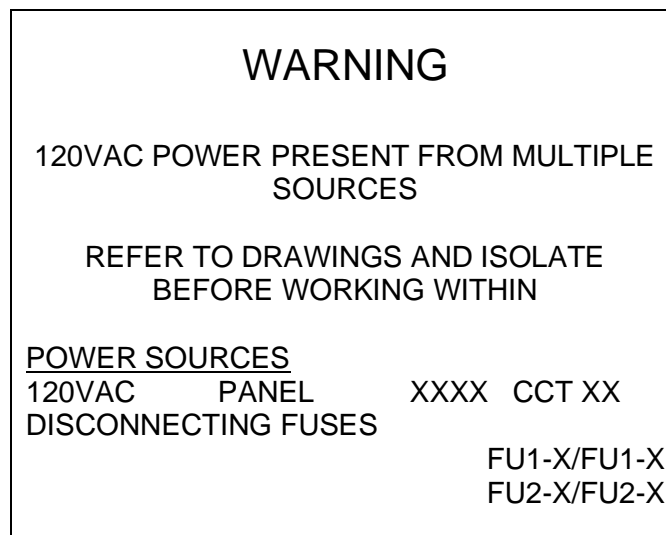 WARNING
120VAC POWER PRESENT FROM MULTIPLE
SOURCES
REFER TO DRAWINGS AND ISOLATE
BEFORE WORKING WITHIN
POWER SOURCES
120VAC PANEL XXXX CCT XX
DISCONNECTING FUSES
FU1-X/FU1-X
FU2-X/FU2-X